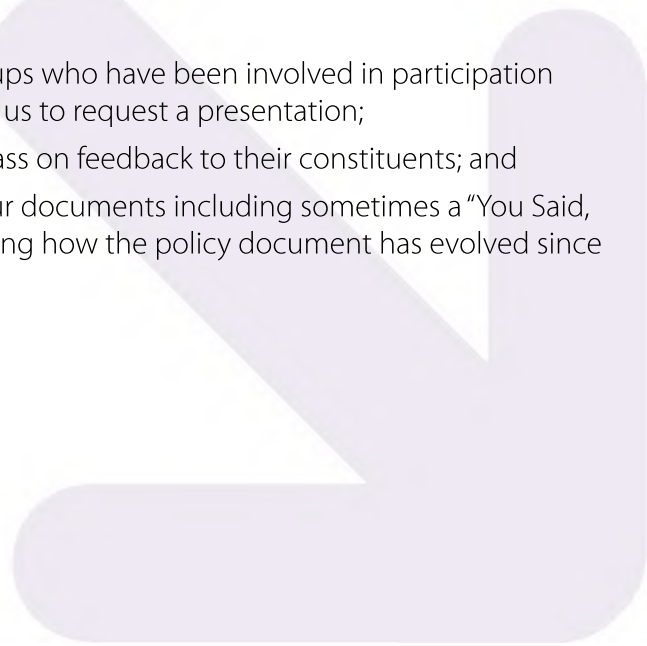 ups who have been involved in participation
us to request a presentation;
ass on feedback to their constituents; and
ur documents including sometimes a “You Said,
ng how the policy document has evolved since